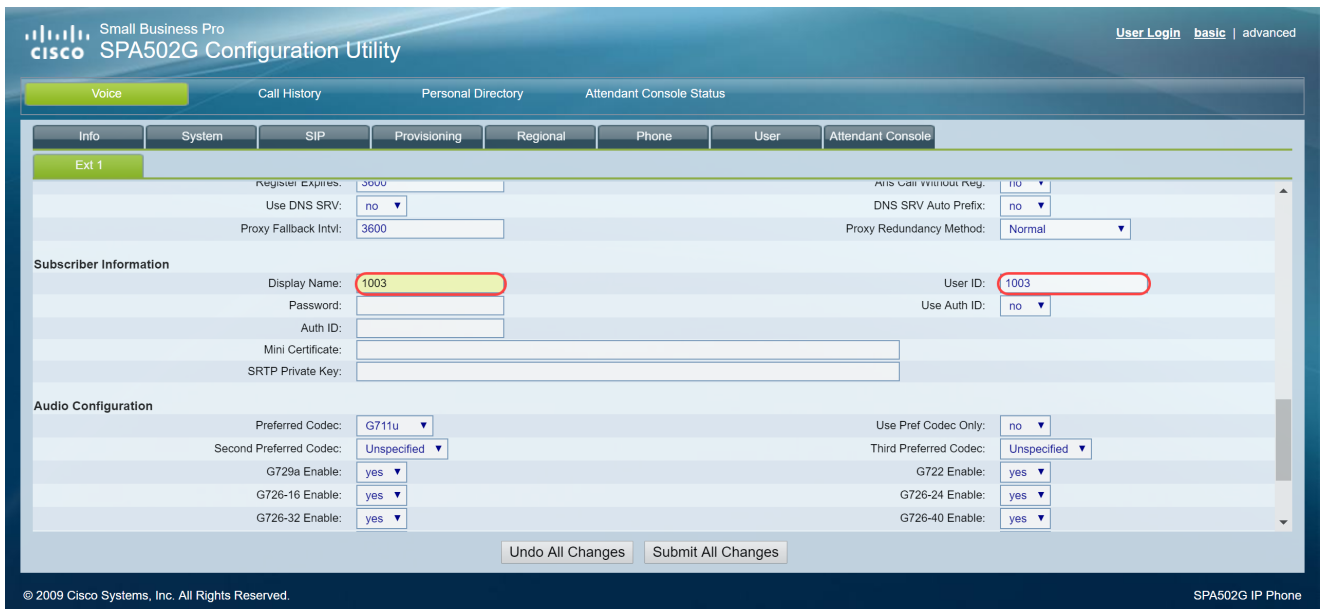 Small Business Pro
cisco SPA502G Configuration Utility
User Login basic | advanced
Voice Call History Personal Directory Attendant Console Status
Info System SIP Provisioning Regional Phone User Attendant Console
Ext 1
Register Expires: 3600 Ans Call Without Reg: no
Use DNS SRV: no DNS SRV Auto Prefix: no
Proxy Fallback Intvl: 3600 Proxy Redundancy Method: Normal
Subscriber Information
Display Name: 1003 User ID: 1003
Password: Use Auth ID: no
Auth ID:
Mini Certificate:
SRTP Private Key:
Audio Configuration
Preferred Codec: G711u Use Pref Codec Only: no
Second Preferred Codec: Unspecified Third Preferred Codec: Unspecified
G729a Enable: yes G722 Enable: yes
G726-16 Enable: yes G726-24 Enable: yes
G726-32 Enable: yes G726-40 Enable: yes
Undo All Changes Submit All Changes
© 2009 Cisco Systems, Inc. All Rights Reserved. SPA502G IP Phone